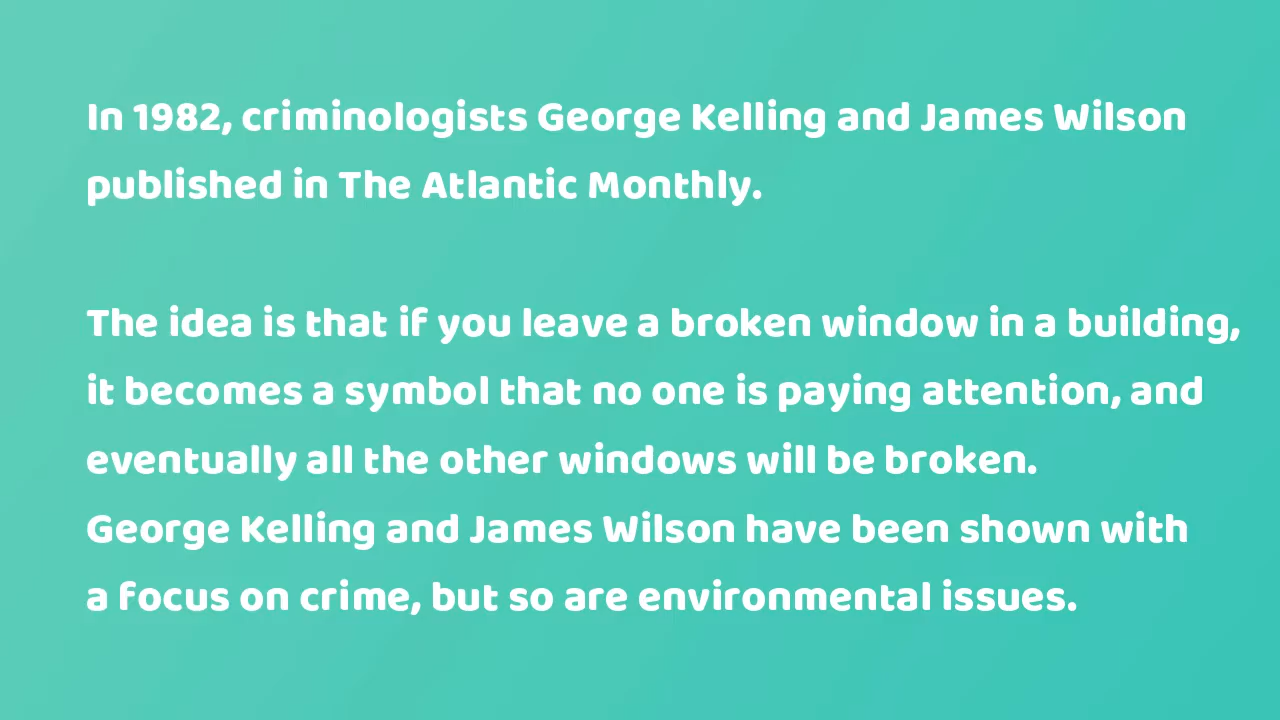 In 1982, criminologists George Kelling and James Wilson
published in The Atlantic Monthly.
The idea is that if you leave a broken window in a building,
it becomes a symbol that no one is paying attention, and
eventually all the other windows will be broken.
George Kelling and James Wilson have been shown with
a focus on crime, but so are environmental issues.